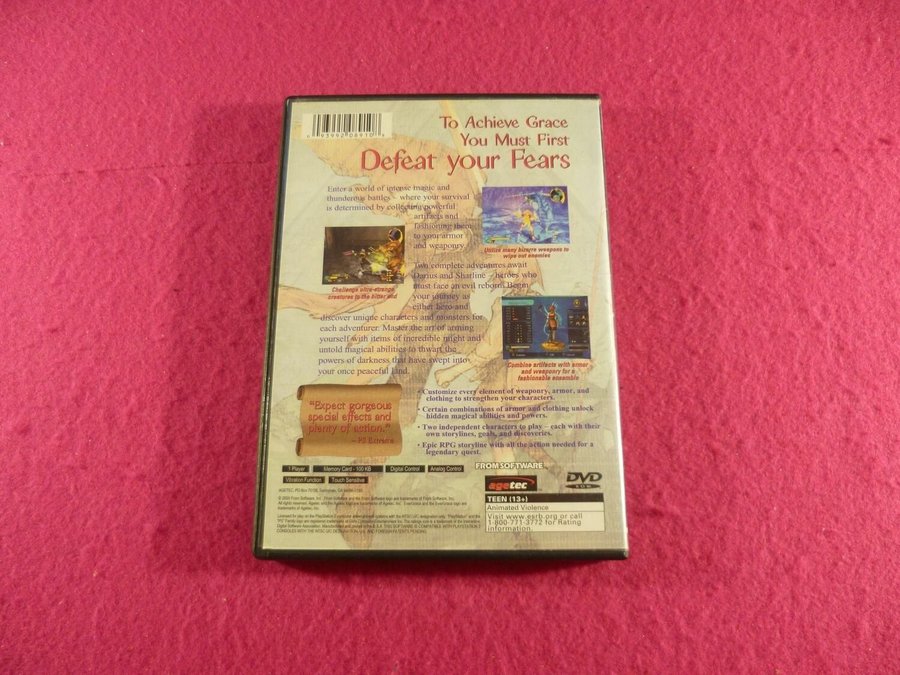 To Achieve Grace
You Must First
Defeat your Fears
Enter a world of intense magic and
thunderous battles – where your survival
is determined by collecting powerful
artifacts and
fashioning them
to your armor
and weaponry.
Utilize many bizarre weapons to
wipe out enemies
Challenge ultra-strange
creatures to the bitter end
Two complete adventures await
Darius and Sharline – heroes who
must face an evil reborn. Begin
your journey as
either hero and
discover unique characters and monsters for
each adventurer. Master the art of arming
yourself with items of incredible might and
untold magical abilities to thwart the
powers of darkness that have swept into
your once peaceful land.
Combine artifacts with armor
and weaponry for a
fashionable ensemble
"Expect gorgeous
special effects and
plenty of action."
– PS Extreme
• Customize every element of weaponry, armor, and
clothing to strengthen your characters.
• Certain combinations of armor and clothing unlock
hidden magical abilities and powers.
• Two independent characters to play – each with their
own storylines, goals, and discoveries.
• Epic RPG storyline with all the action needed for a
legendary quest.
1 Player
Memory Card - 100 KB
Digital Control
Analog Control
Vibration Function
Touch Sensitive
FROM SOFTWARE
agetec
DVD
ROM
TEEN (13+)
Animated Violence
Visit www.esrb.org or call
1-800-771-3772 for Rating
Information.